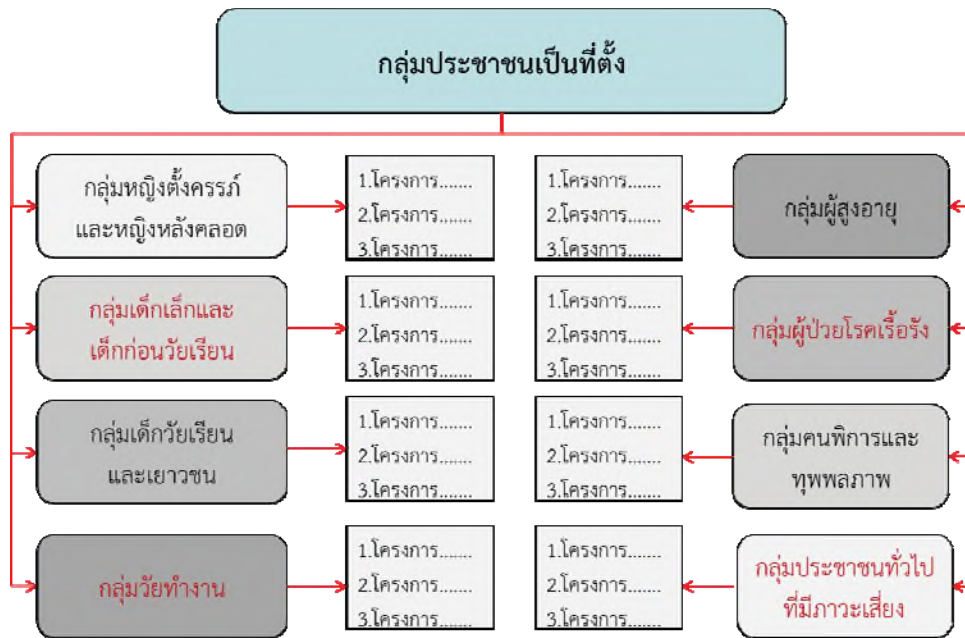 กลุ่มประชาชนเป็นที่ตั้ง
กลุ่มหญิงตั้งครรภ์
และหญิงหลังคลอด
1.โครงการ.......
2.โครงการ.......
3.โครงการ.......
1.โครงการ.......
2.โครงการ.......
3.โครงการ.......
กลุ่มผู้สูงอายุ
กลุ่มเด็กเล็กและ
เด็กก่อนวัยเรียน
1.โครงการ.......
2.โครงการ.......
3.โครงการ.......
1.โครงการ.......
2.โครงการ.......
3.โครงการ.......
กลุ่มผู้ป่วยโรคเรื้อรัง
กลุ่มเด็กวัยเรียน
และเยาวชน
1.โครงการ.......
2.โครงการ.......
3.โครงการ.......
1.โครงการ.......
2.โครงการ.......
3.โครงการ.......
กลุ่มคนพิการและ
ทุพพลภาพ
กลุ่มวัยทำงาน
1.โครงการ.......
2.โครงการ.......
3.โครงการ.......
1.โครงการ.......
2.โครงการ.......
3.โครงการ.......
กลุ่มประชาชนทั่วไป
ที่มีภาวะเสี่ยง